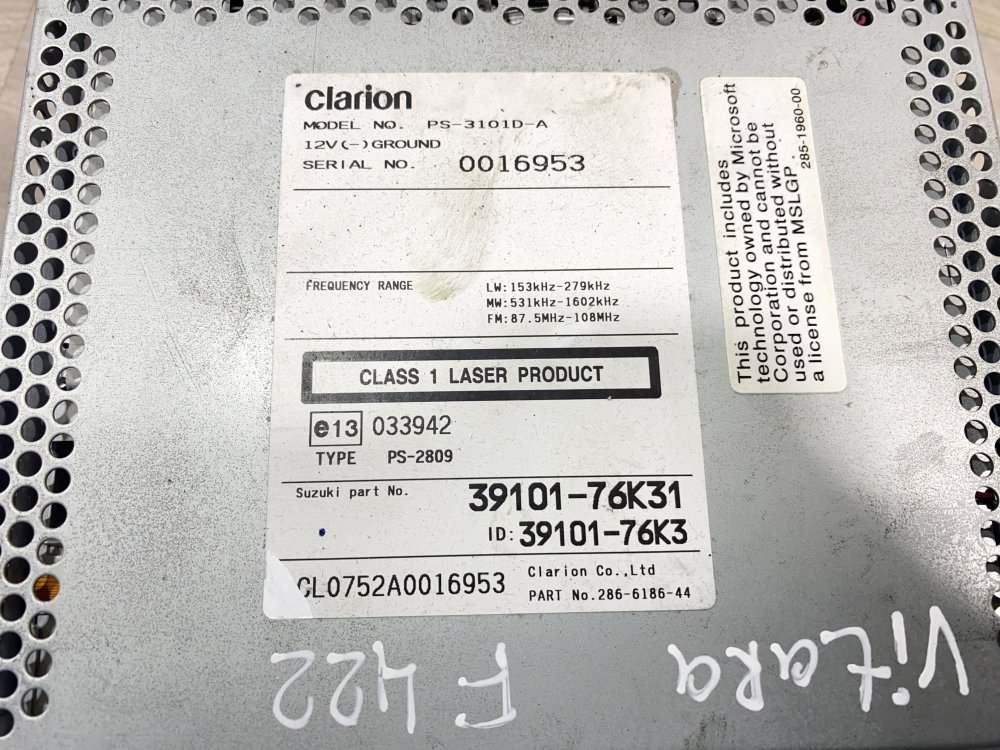 clarion
MODEL NO. PS-3101D-A
12V(-)GROUND
SERIAL NO. 0016953
FREQUENCY RANGE LW:153kHz-279kHz
MW:531kHz-1602kHz
FM:87.5MHz-108MHz
CLASS 1 LASER PRODUCT
e13 033942
TYPE PS-2809
Suzuki part No. 39101-76K31
ID:39101-76K3
CL0752A0016953
Clarion Co.,Ltd
PART No.286-6186-44
This product includes
technology owned by Microsoft
Corporation and cannot be
used or distributed without
a license from MSLGP.
285-1960-00
Vitara F422